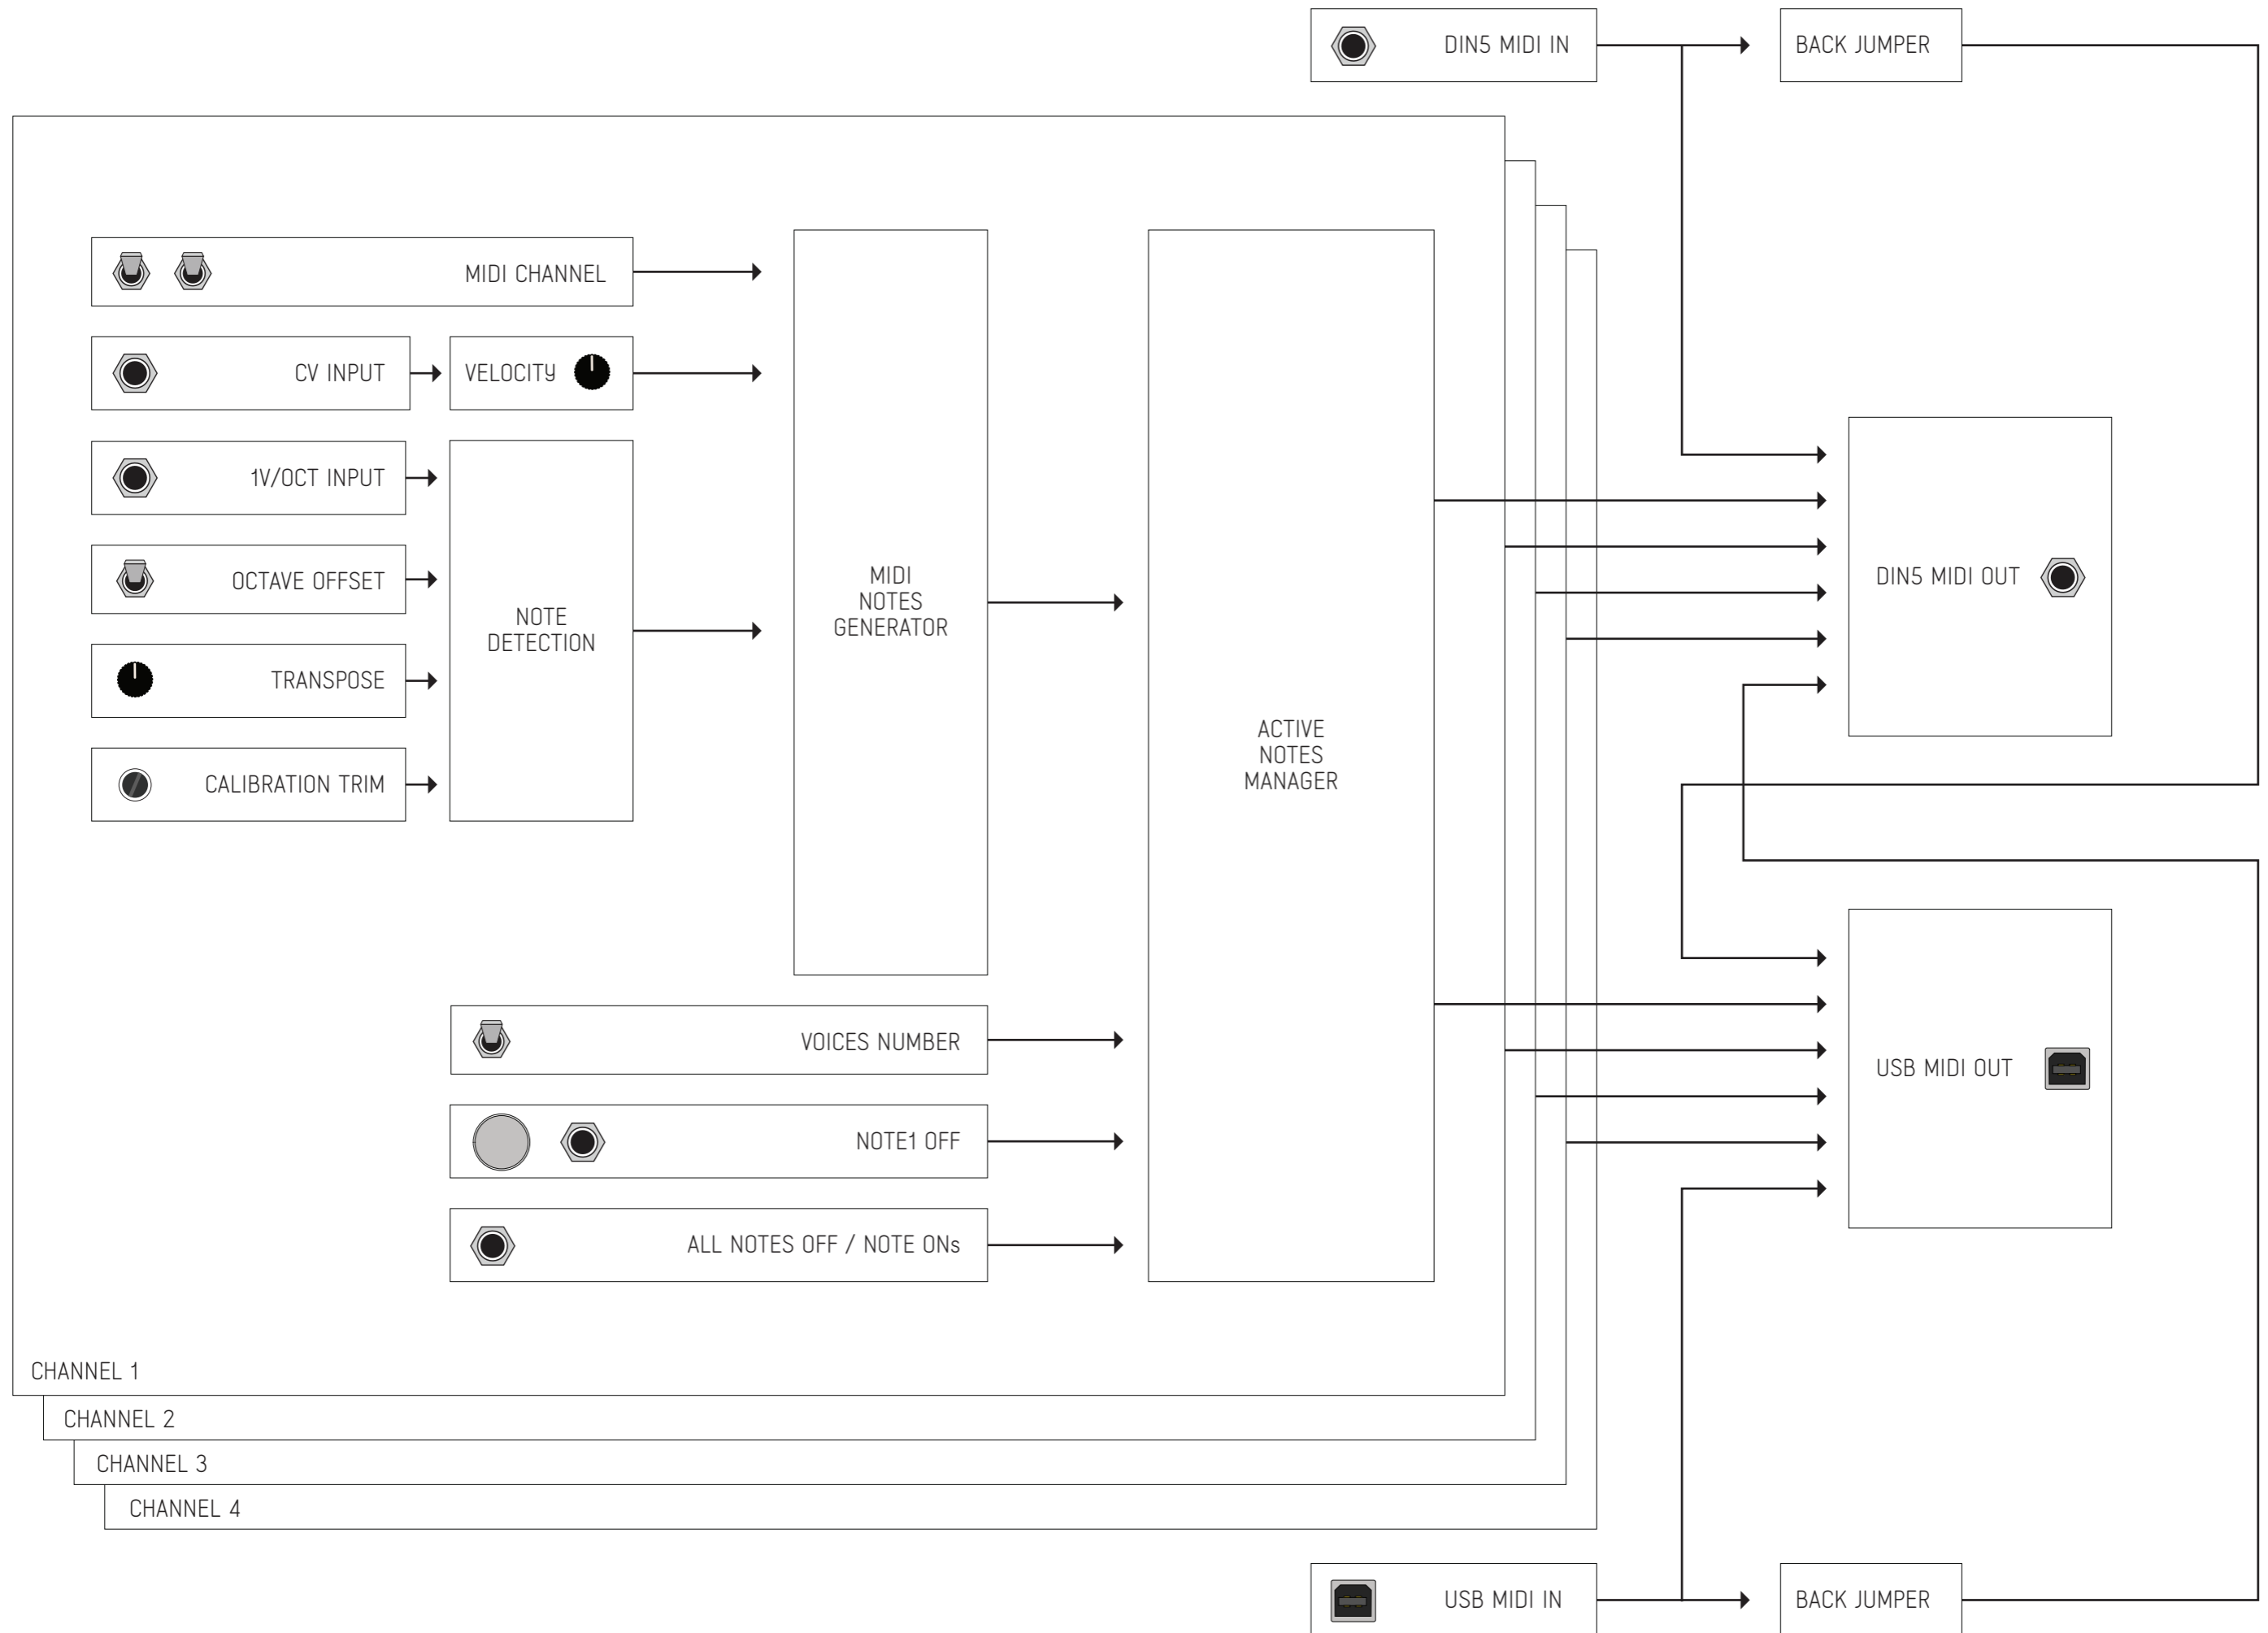 DIN5 MIDI IN
BACK JUMPER
MIDI CHANNEL
CV INPUT
VELOCITY
1V/OCT INPUT
OCTAVE OFFSET
TRANSPOSE
CALIBRATION TRIM
NOTE
DETECTION
MIDI
NOTES
GENERATOR
ACTIVE
NOTES
MANAGER
DIN5 MIDI OUT
VOICES NUMBER
NOTE1 OFF
ALL NOTES OFF / NOTE ONs
USB MIDI OUT
CHANNEL 1
CHANNEL 2
CHANNEL 3
CHANNEL 4
USB MIDI IN
BACK JUMPER